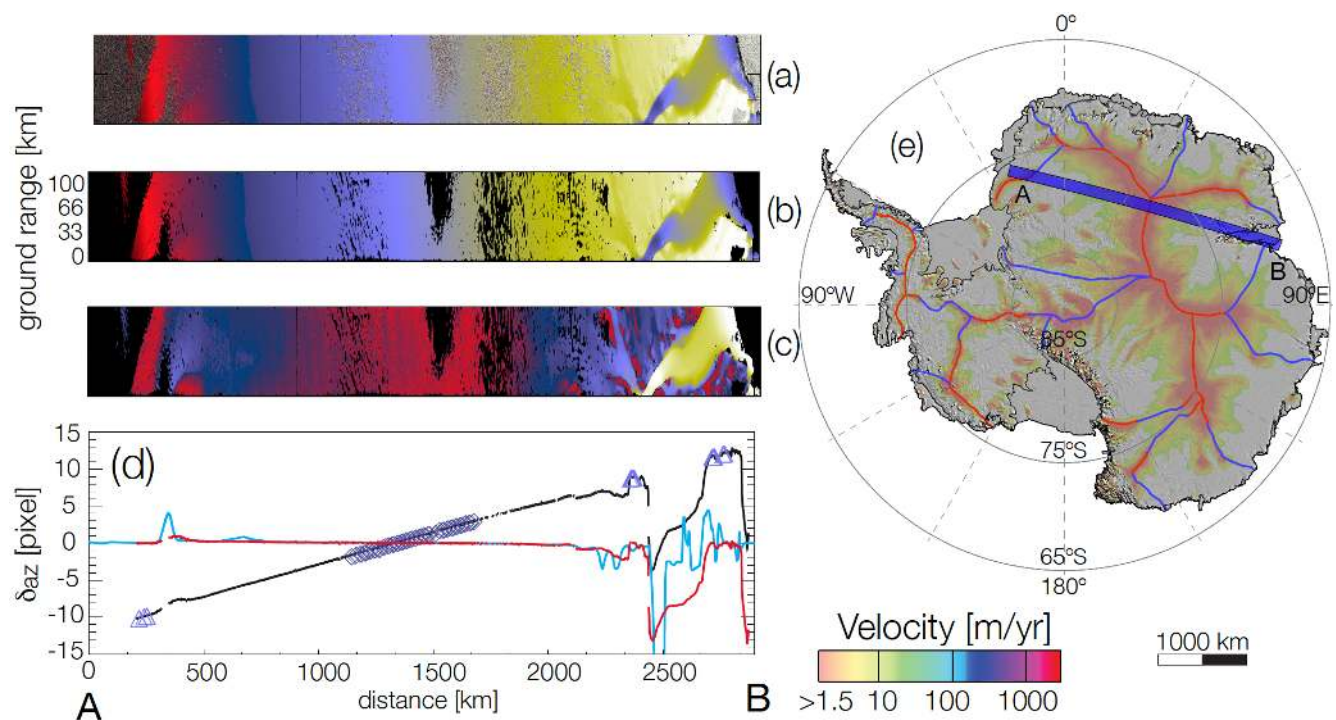 (a)
ground range [km]
100
66
33
0
(b)
(c)
(d)
δaz [pixel]
15
10
5
0
-5
-10
-15
0 500 1000 1500 2000 2500
distance [km]
A
B
0°
(e)
A
B
90°W
90°E
85°S
75°S
65°S
180°
Velocity [m/yr]
>1.5 10 100 1000
1000 km